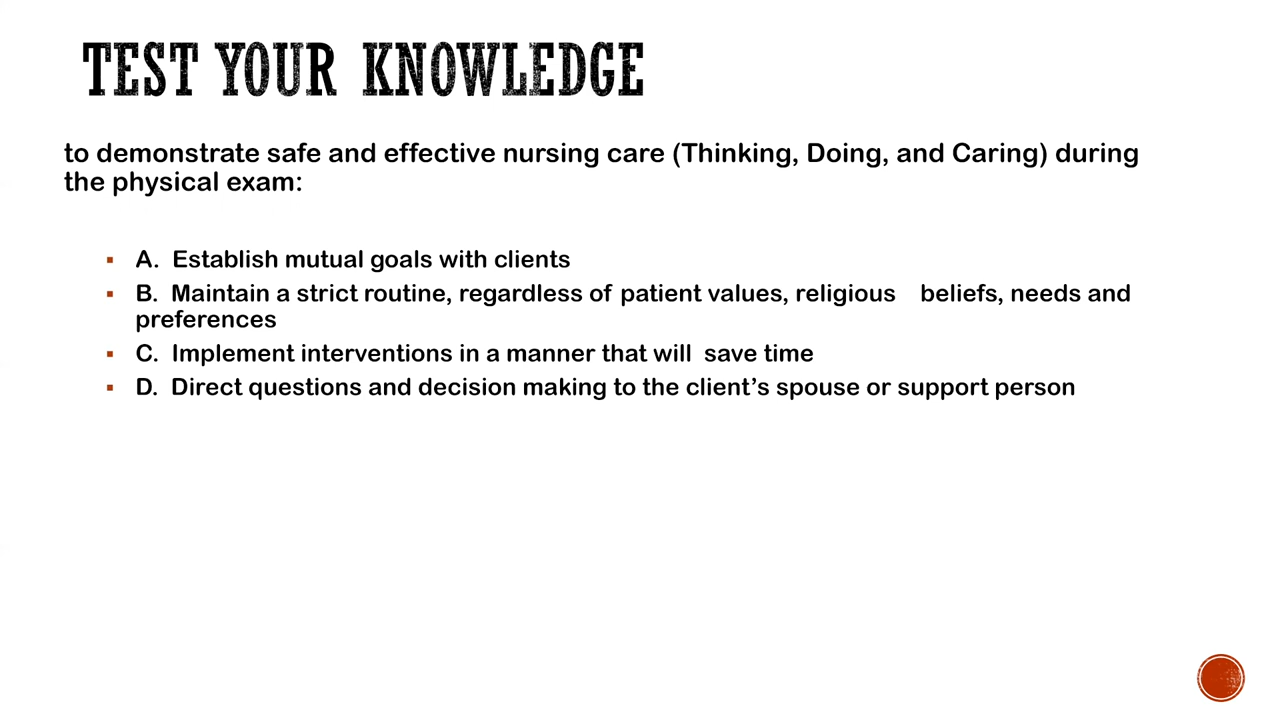 TEST YOUR KNOWLEDGE
to demonstrate safe and effective nursing care (Thinking, Doing, and Caring) during
the physical exam:
▪ A. Establish mutual goals with clients
▪ B. Maintain a strict routine, regardless of patient values, religious beliefs, needs and
preferences
▪ C. Implement interventions in a manner that will save time
▪ D. Direct questions and decision making to the client’s spouse or support person